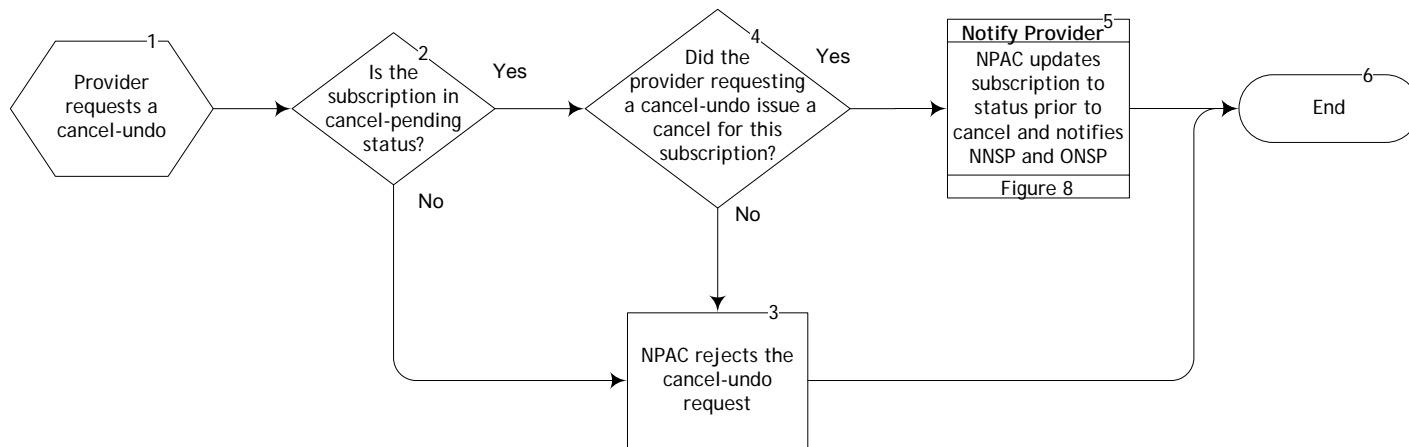 1
Provider
requests a
cancel-undo
2
Is the
subscription in
cancel-pending
status?
Yes
No
4
Did the
provider requesting
a cancel-undo issue a
cancel for this
subscription?
Yes
No
5
Notify Provider
NPAC updates
subscription to
status prior to
cancel and notifies
NNSP and ONSP
Figure 8
6
End
3
NPAC rejects the
cancel-undo
request